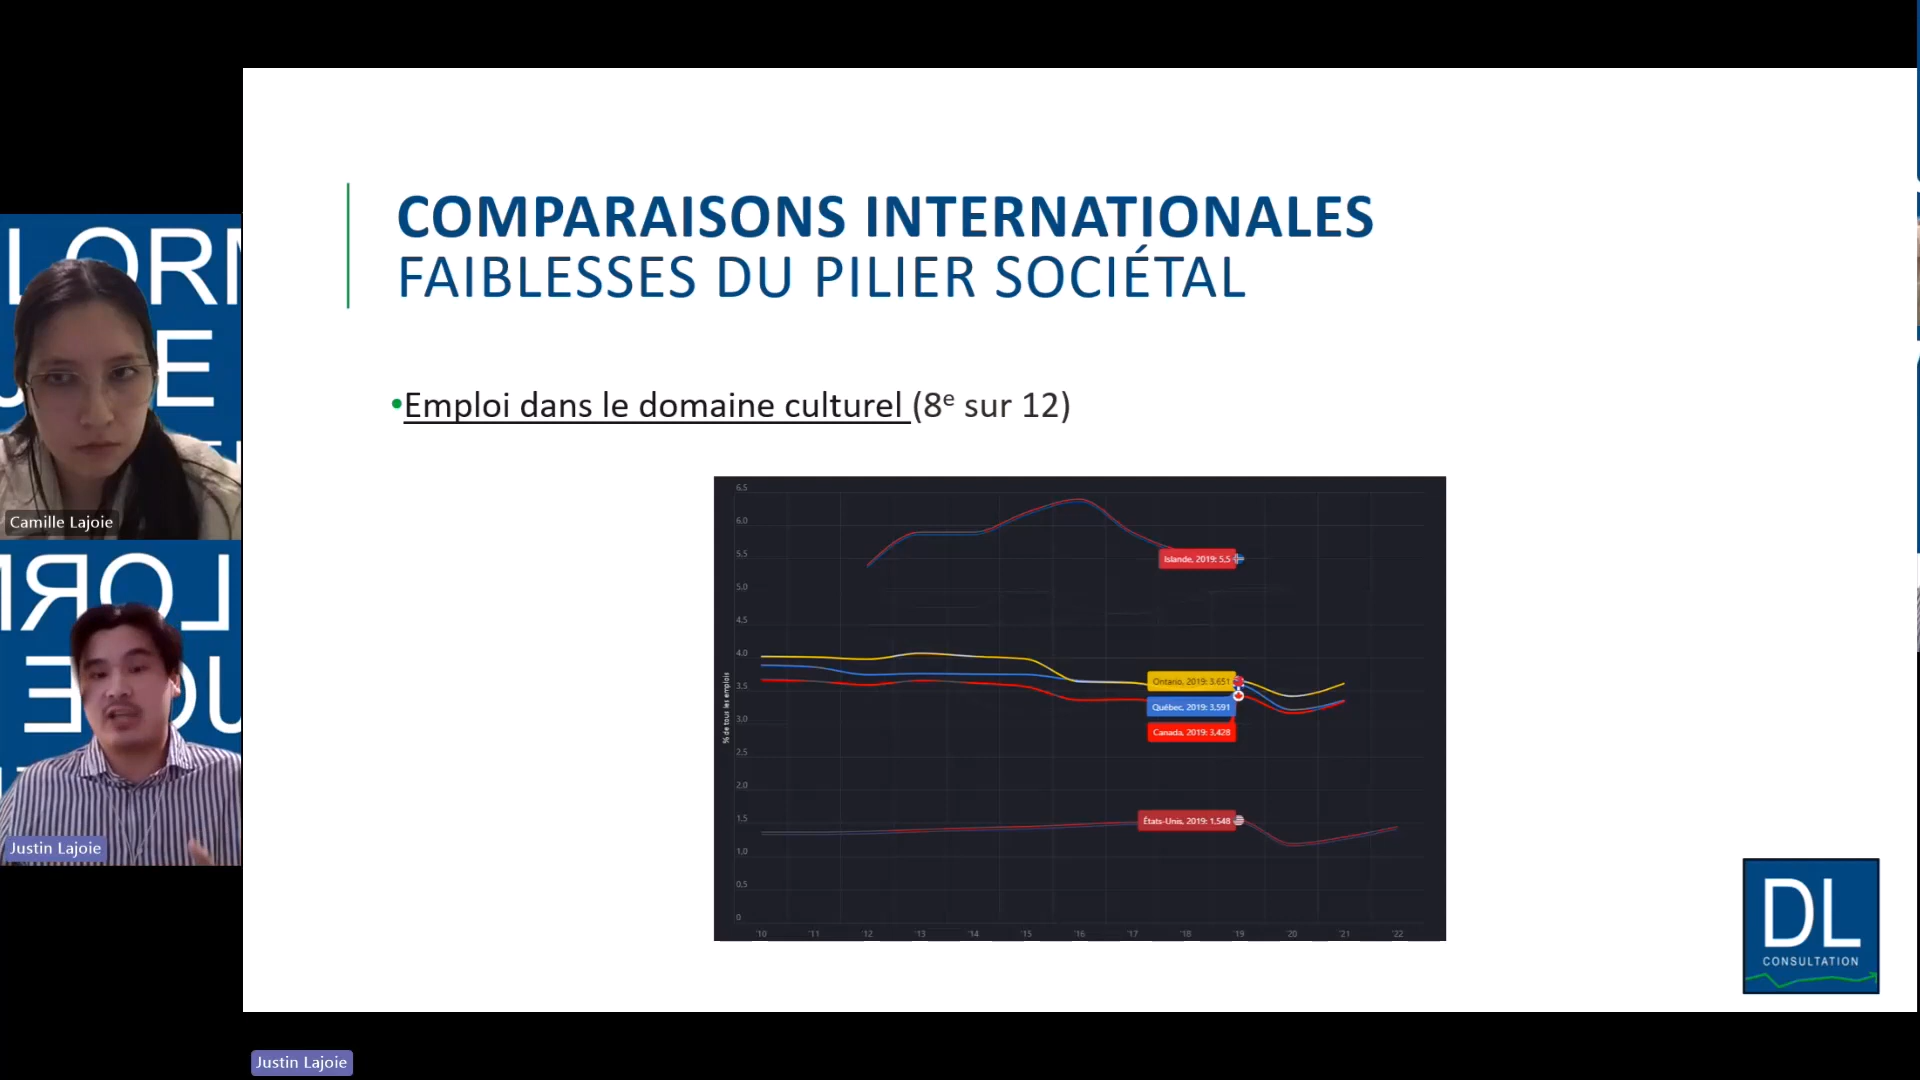 COMPARAISONS INTERNATIONALES
FAIBLESSES DU PILIER SOCIÉTAL
•Emploi dans le domaine culturel (8e sur 12)
6.5
6.0
5.5
5.0
4.5
4.0
3.5
3.0
2.5
2.0
1.5
1.0
0.5
0
% de tous les emplois
Islande, 2019: 5,5
Ontario, 2019: 3,651
Québec, 2019: 3,591
Canada, 2019: 3,428
États-Unis, 2019: 1,548
'10 '11 '12 '13 '14 '15 '16 '17 '18 '19 '20 '21 '22
DL
CONSULTATION
Camille Lajoie
Justin Lajoie
Justin Lajoie